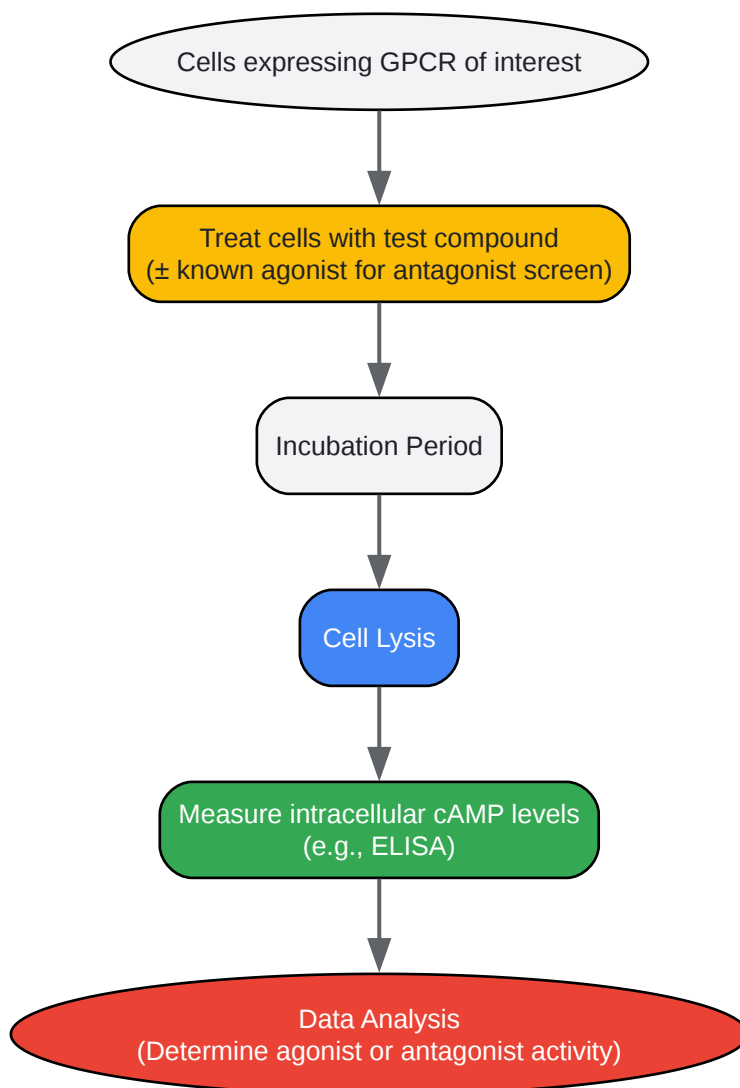 Cells expressing GPCR of interest
Treat cells with test compound
(± known agonist for antagonist screen)
Incubation Period
Cell Lysis
Measure intracellular cAMP levels
(e.g., ELISA)
Data Analysis
(Determine agonist or antagonist activity)